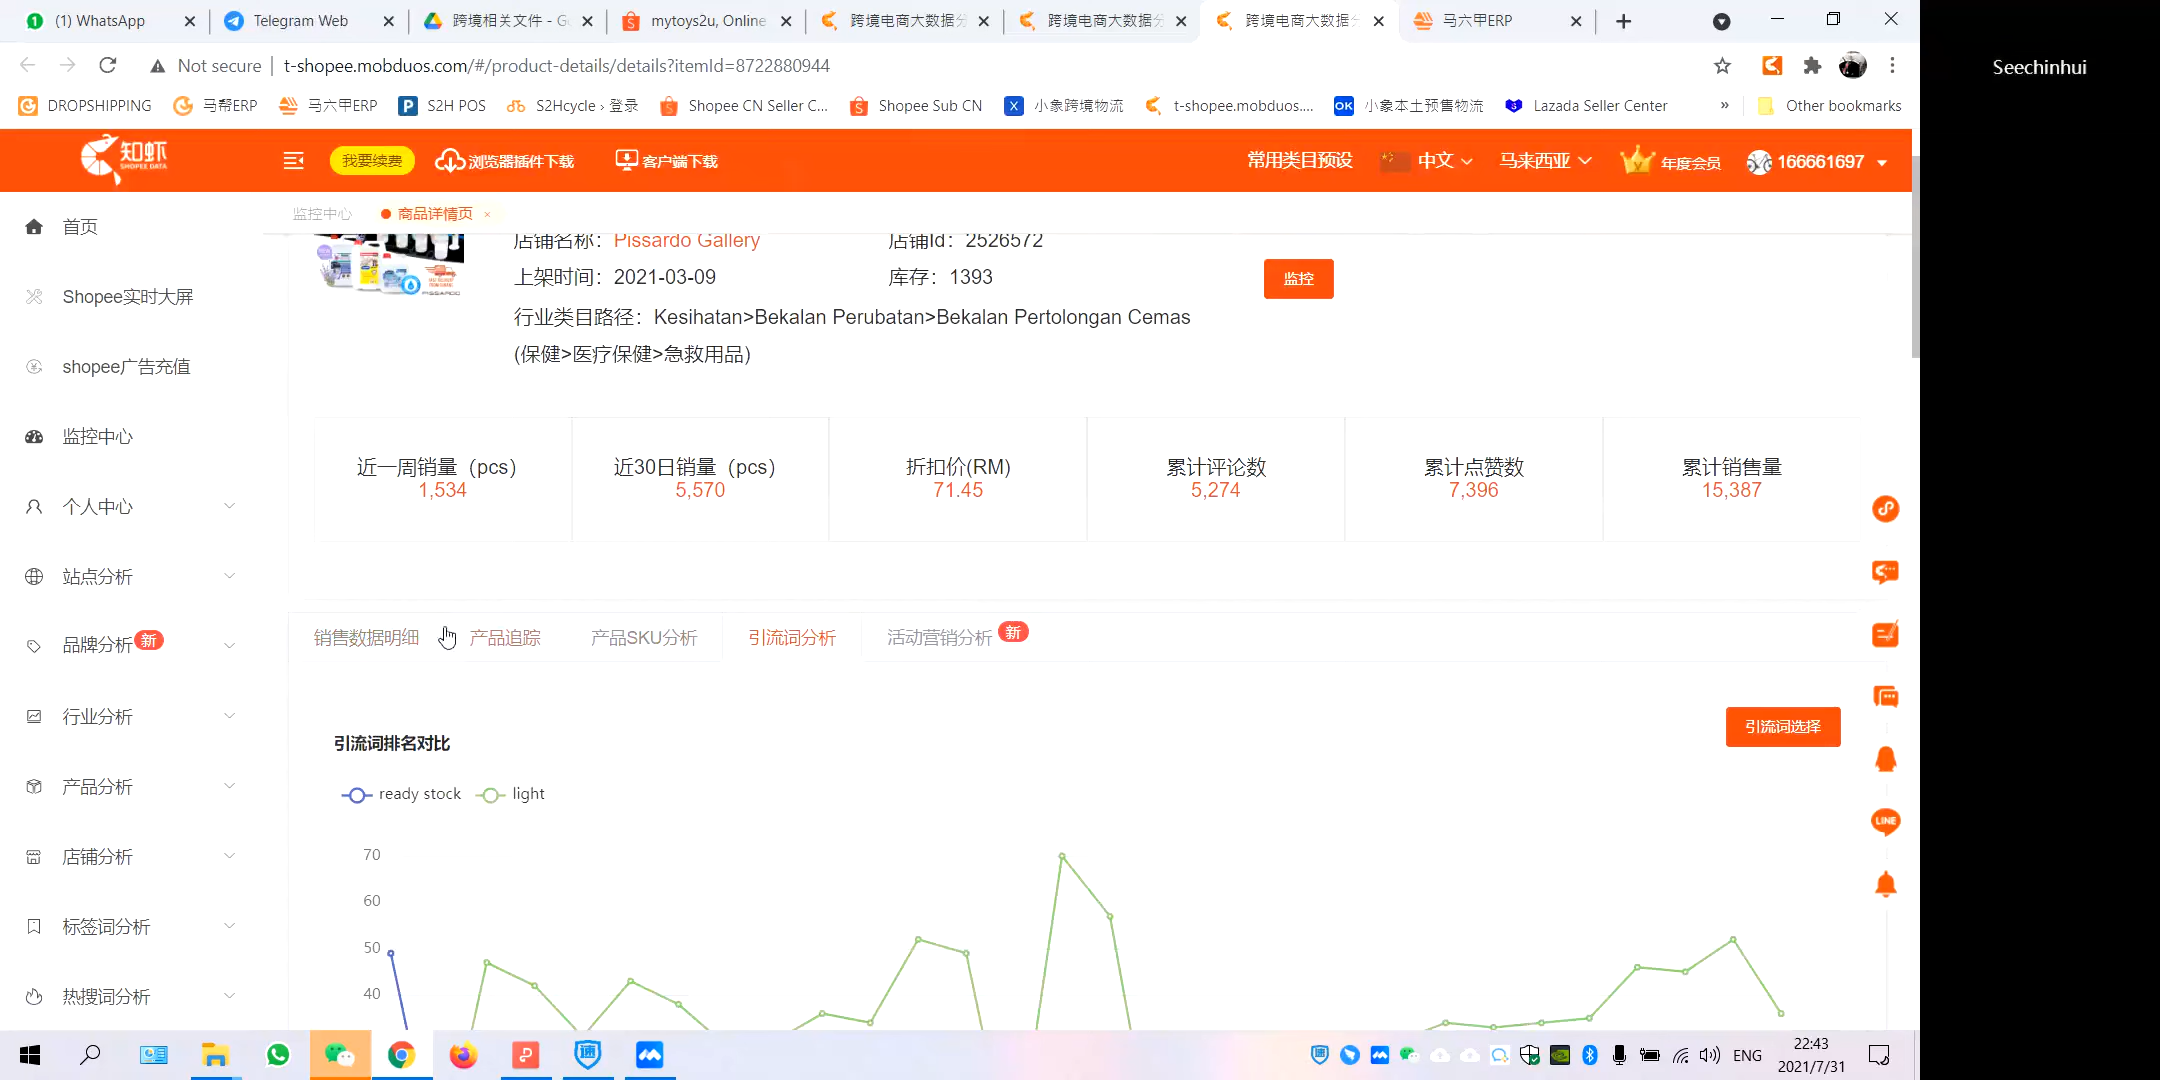 (1) WhatsApp
Telegram Web
跨境相关文件 - Go
mytoys2u, Online
跨境电商大数据分
跨境电商大数据分
跨境电商大数据分
马六甲ERP
Not secure
t-shopee.mobduos.com/#/product-details/details?itemId=8722880944
DROPSHIPPING
马帮ERP
马六甲ERP
S2H POS
S2Hcycle › 登录
Shopee CN Seller C...
Shopee Sub CN
小象跨境物流
t-shopee.mobduos....
OK 小象本土预售物流
Lazada Seller Center
»
Other bookmarks
Seechinhui
知虾
SHOPEE DATA
我要续费
浏览器插件下载
客户端下载
常用类目预设
中文
马来西亚
年度会员
166661697
首页
Shopee实时大屏
shopee广告充值
监控中心
个人中心
站点分析
品牌分析 新
行业分析
产品分析
店铺分析
标签词分析
热搜词分析
监控中心
商品详情页 ×
PISSARDO
店铺名称：Pissardo Gallery
店铺Id：2526572
上架时间：2021-03-09
库存：1393
监控
行业类目路径：Kesihatan>Bekalan Perubatan>Bekalan Pertolongan Cemas
(保健>医疗保健>急救用品)
近一周销量（pcs）
1,534
近30日销量（pcs）
5,570
折扣价(RM)
71.45
累计评论数
5,274
累计点赞数
7,396
累计销售量
15,387
销售数据明细
产品追踪
产品SKU分析
引流词分析
活动营销分析 新
引流词选择
引流词排名对比
ready stock
light
70
60
50
40
LINE
速
ENG
22:43
2021/7/31